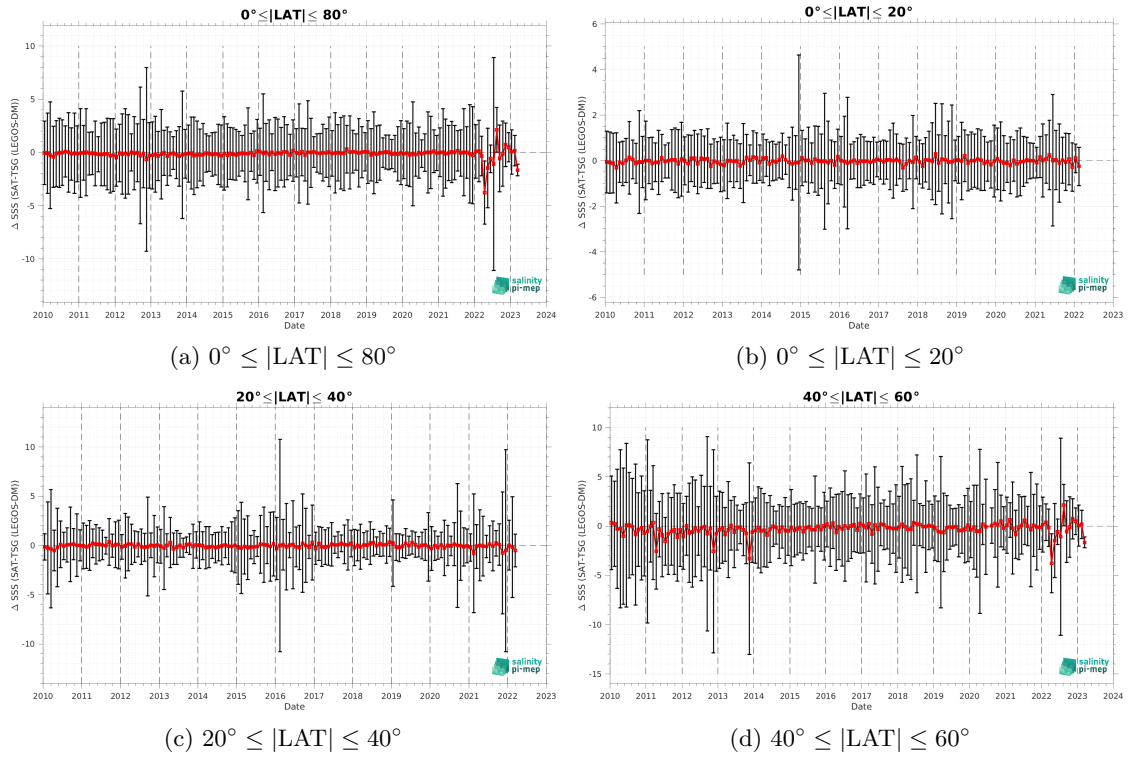 0°≤|LAT|≤ 80°
Δ SSS (SAT-TSG (LEGOS-DM))
10
5
0
-5
-10
2010 2011 2012 2013 2014 2015 2016 2017 2018 2019 2020 2021 2022 2023 2024
Date
salinity
pi-mep
(a) 0° ≤ |LAT| ≤ 80°
0°≤|LAT|≤ 20°
Δ SSS (SAT-TSG (LEGOS-DM))
6
4
2
0
-2
-4
-6
2010 2011 2012 2013 2014 2015 2016 2017 2018 2019 2020 2021 2022 2023
Date
salinity
pi-mep
(b) 0° ≤ |LAT| ≤ 20°
20°≤|LAT|≤ 40°
Δ SSS (SAT-TSG (LEGOS-DM))
10
5
0
-5
-10
2010 2011 2012 2013 2014 2015 2016 2017 2018 2019 2020 2021 2022 2023
Date
salinity
pi-mep
(c) 20° ≤ |LAT| ≤ 40°
40°≤|LAT|≤ 60°
Δ SSS (SAT-TSG (LEGOS-DM))
10
5
0
-5
-10
-15
2010 2011 2012 2013 2014 2015 2016 2017 2018 2019 2020 2021 2022 2023 2024
Date
salinity
pi-mep
(d) 40° ≤ |LAT| ≤ 60°